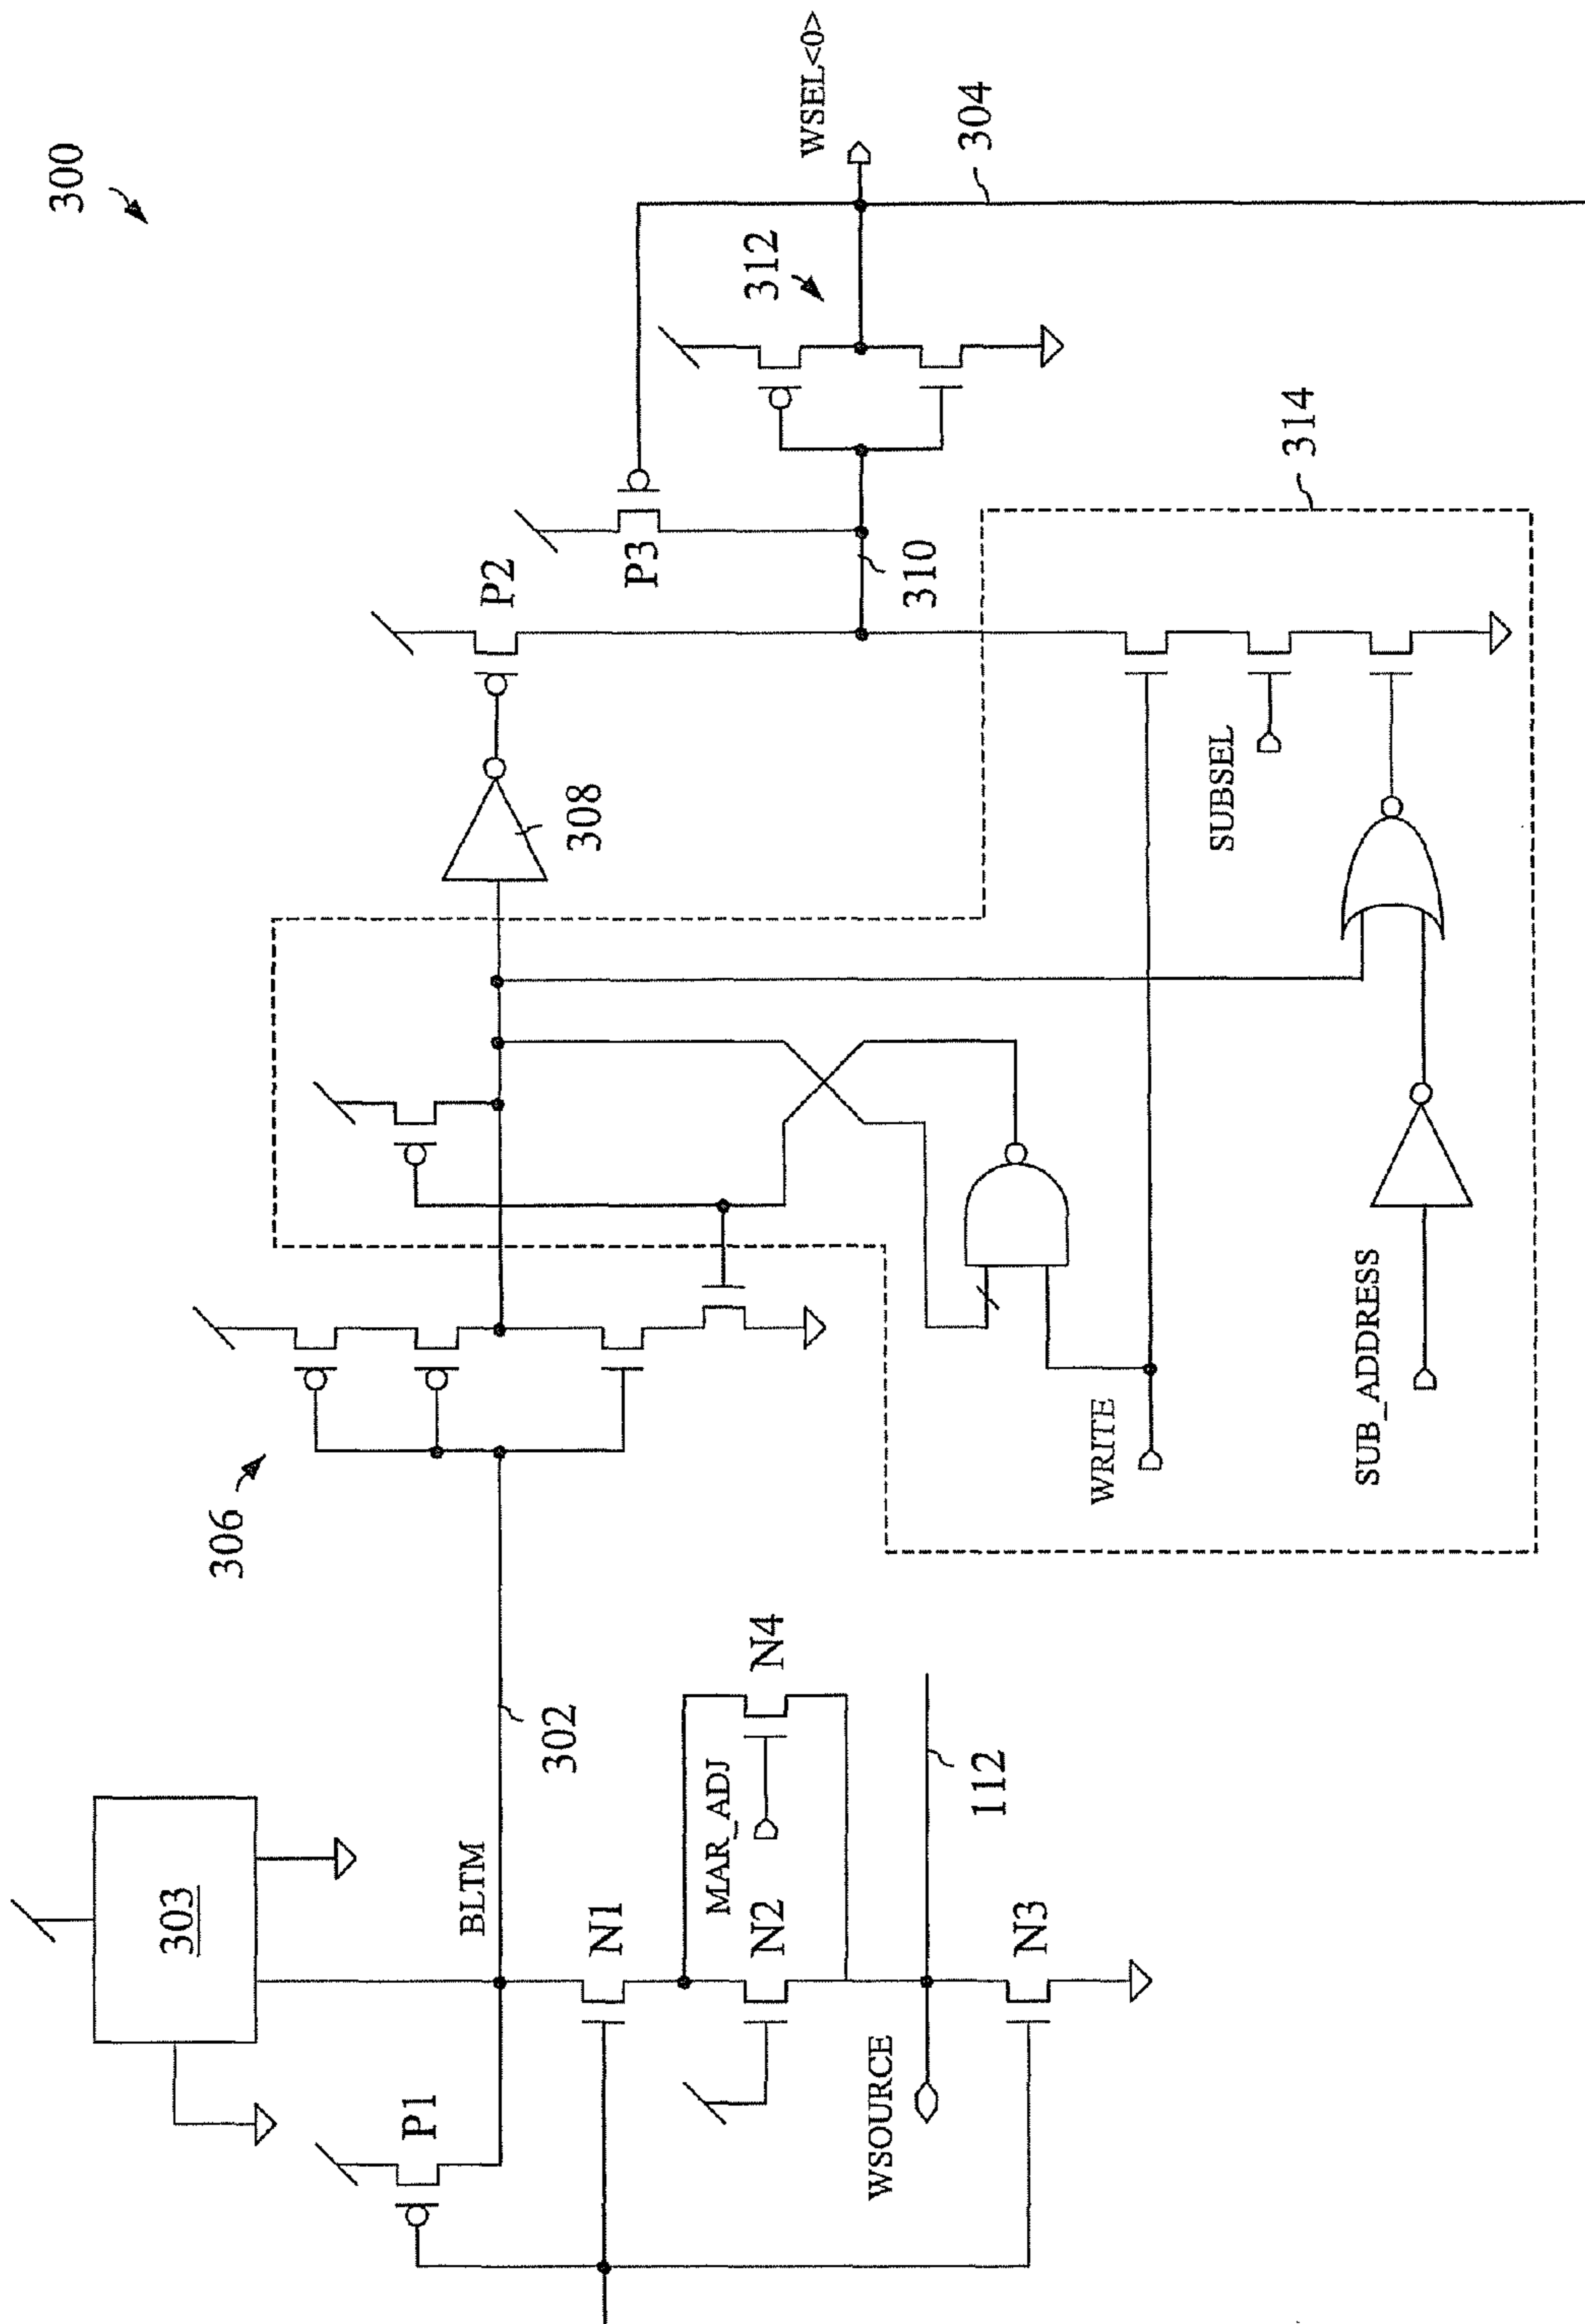 300
303
P1
BLTM
302
N1
MAR_ADJ
N2
N4
WSOURCE
112
N3
306
308
P2
P3
310
312
WSEL<0>
304
314
WRITE
SUBSEL
SUB_ADDRESS